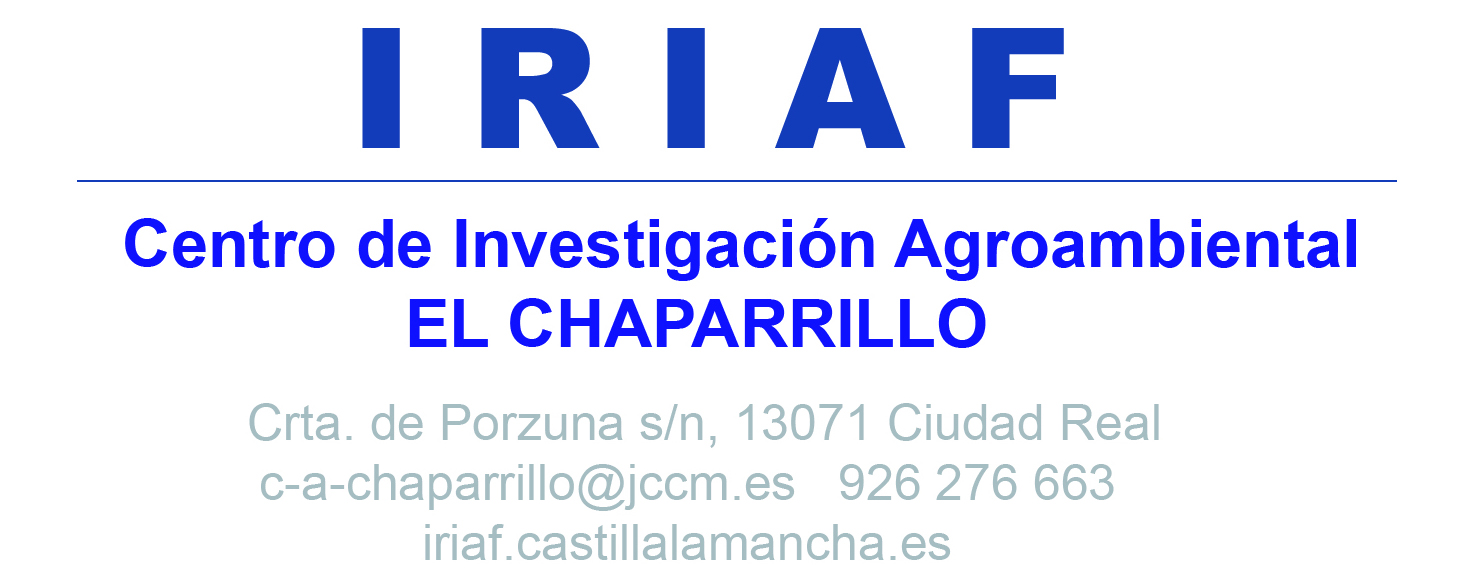 I R I A F
Centro de Investigación Agroambiental
EL CHAPARRILLO
Crta. de Porzuna s/n, 13071 Ciudad Real
c-a-chaparrillo@jccm.es 926 276 663
iriaf.castillalamancha.es